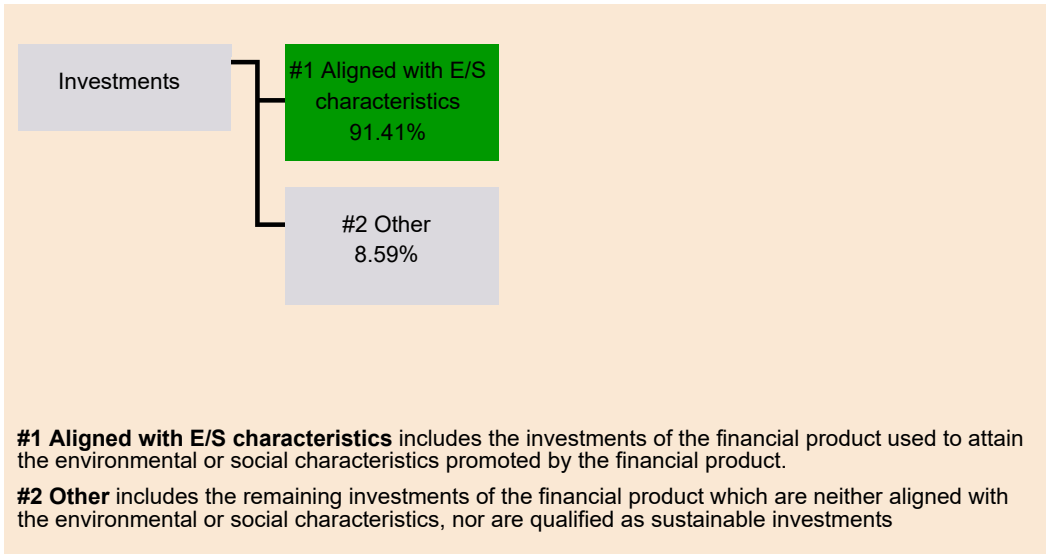 Investments
#1 Aligned with E/S
characteristics
91.41%
#2 Other
8.59%
#1 Aligned with E/S characteristics includes the investments of the financial product used to attain
the environmental or social characteristics promoted by the financial product.
#2 Other includes the remaining investments of the financial product which are neither aligned with
the environmental or social characteristics, nor are qualified as sustainable investments